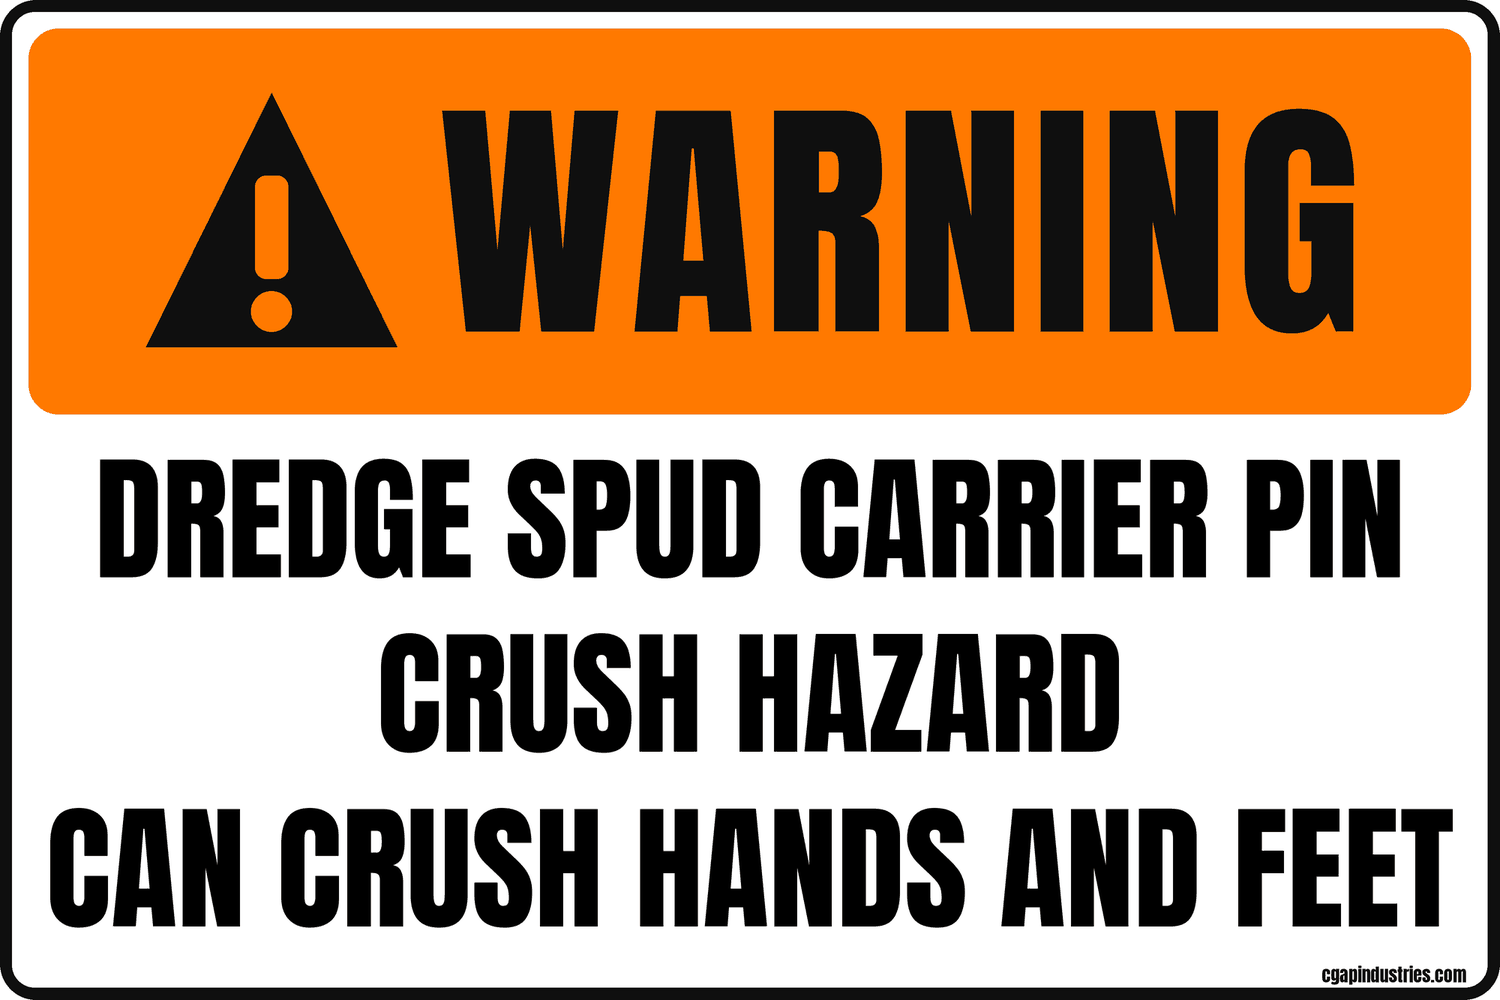 WARNING
DREDGE SPUD CARRIER PIN
CRUSH HAZARD
CAN CRUSH HANDS AND FEET
cgapindustries.com